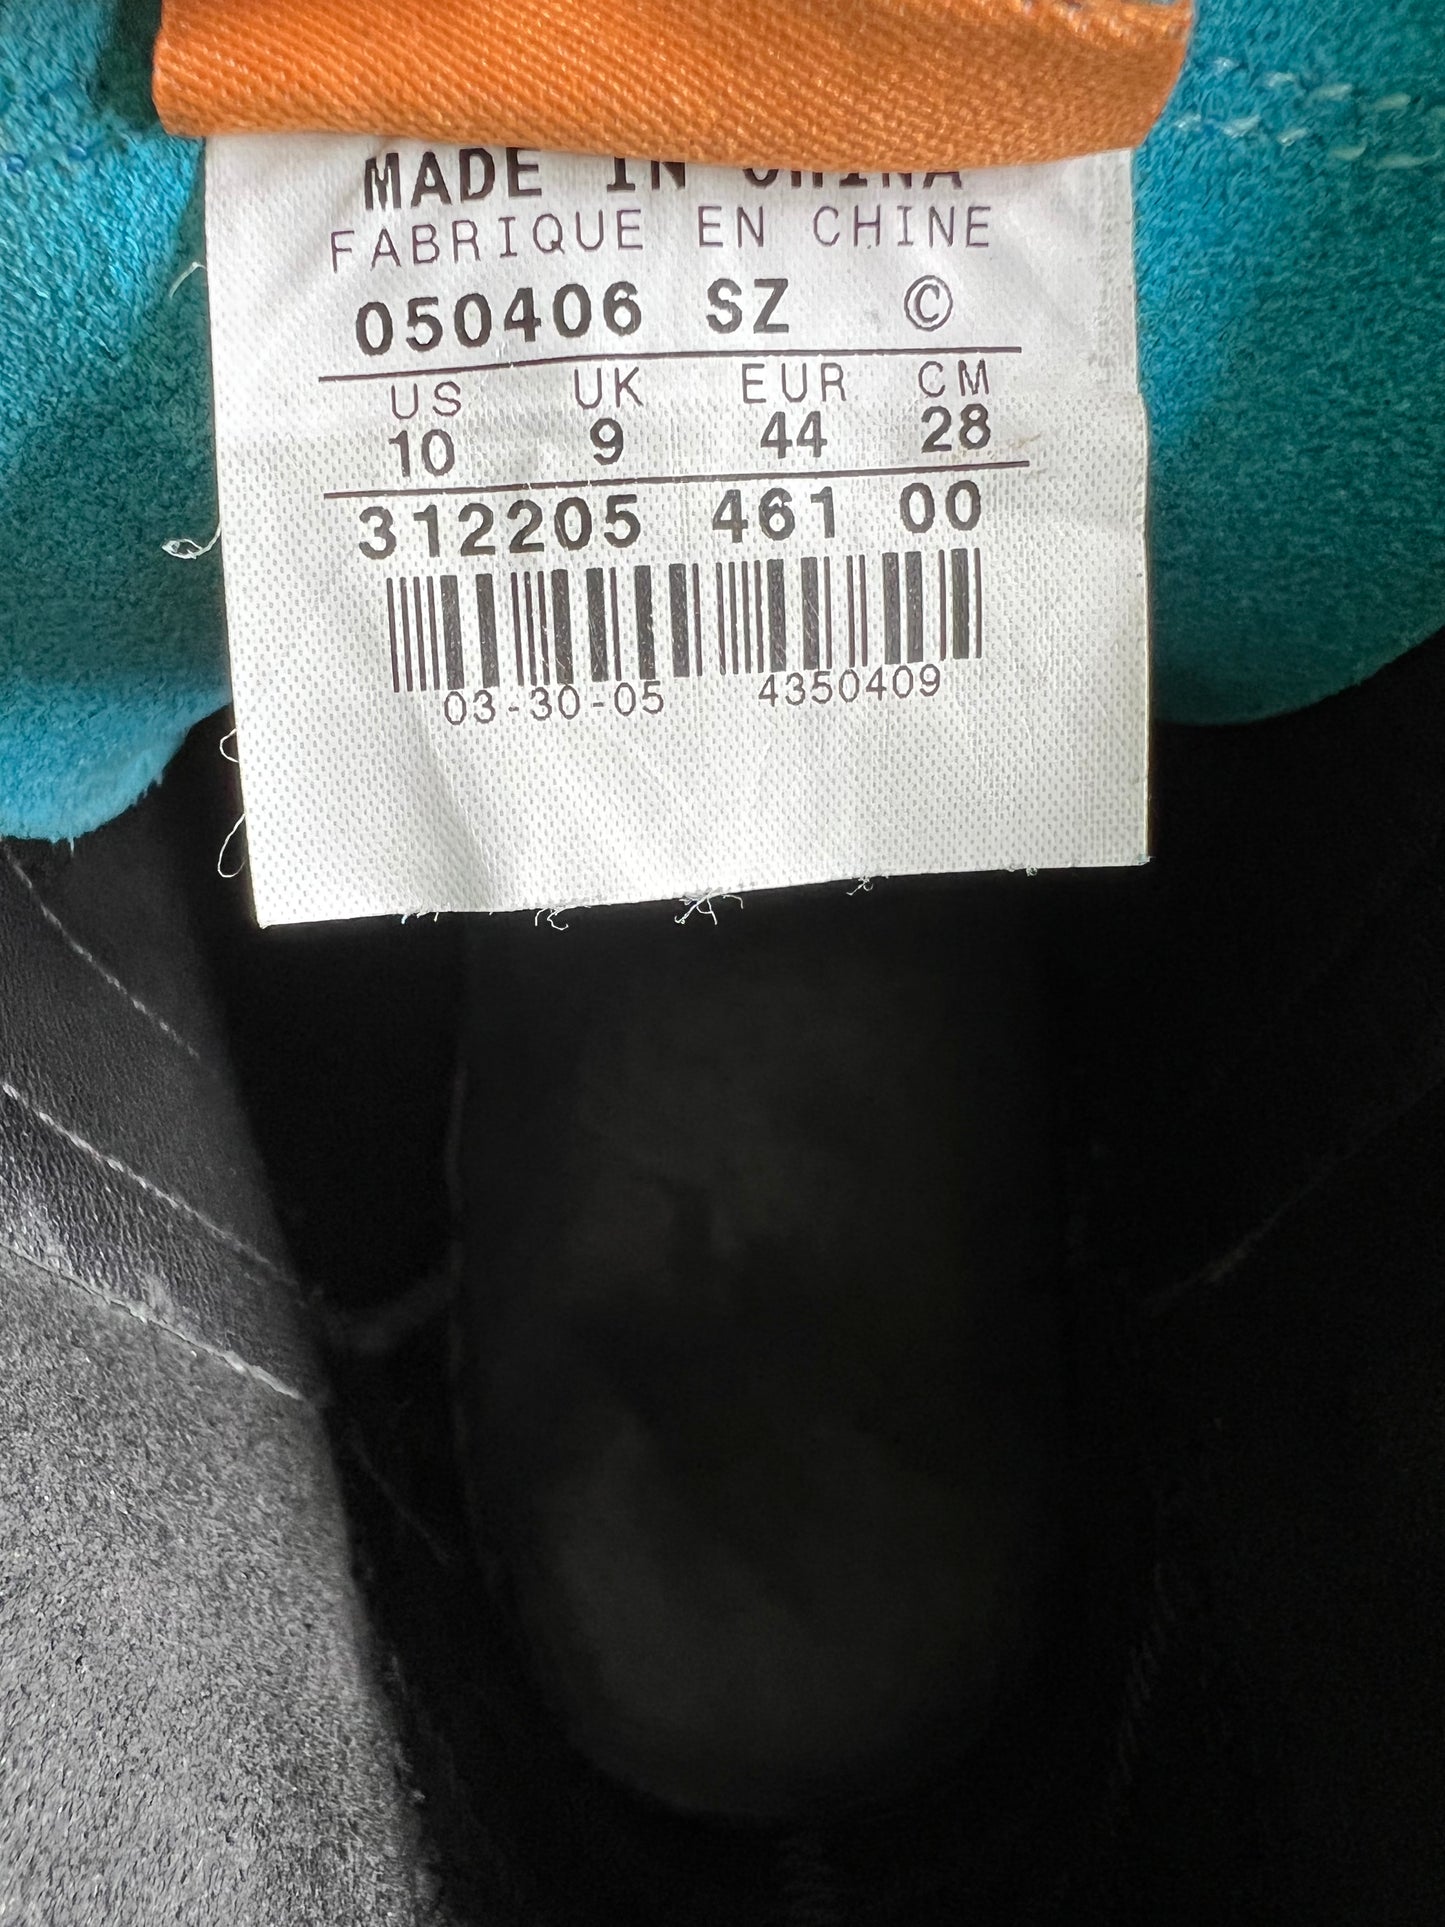 MADE IN CHINA
FABRIQUE EN CHINE
050406 SZ ©
US UK EUR CM
10 9 44 28
312205 461 00
03-30-05 4350409